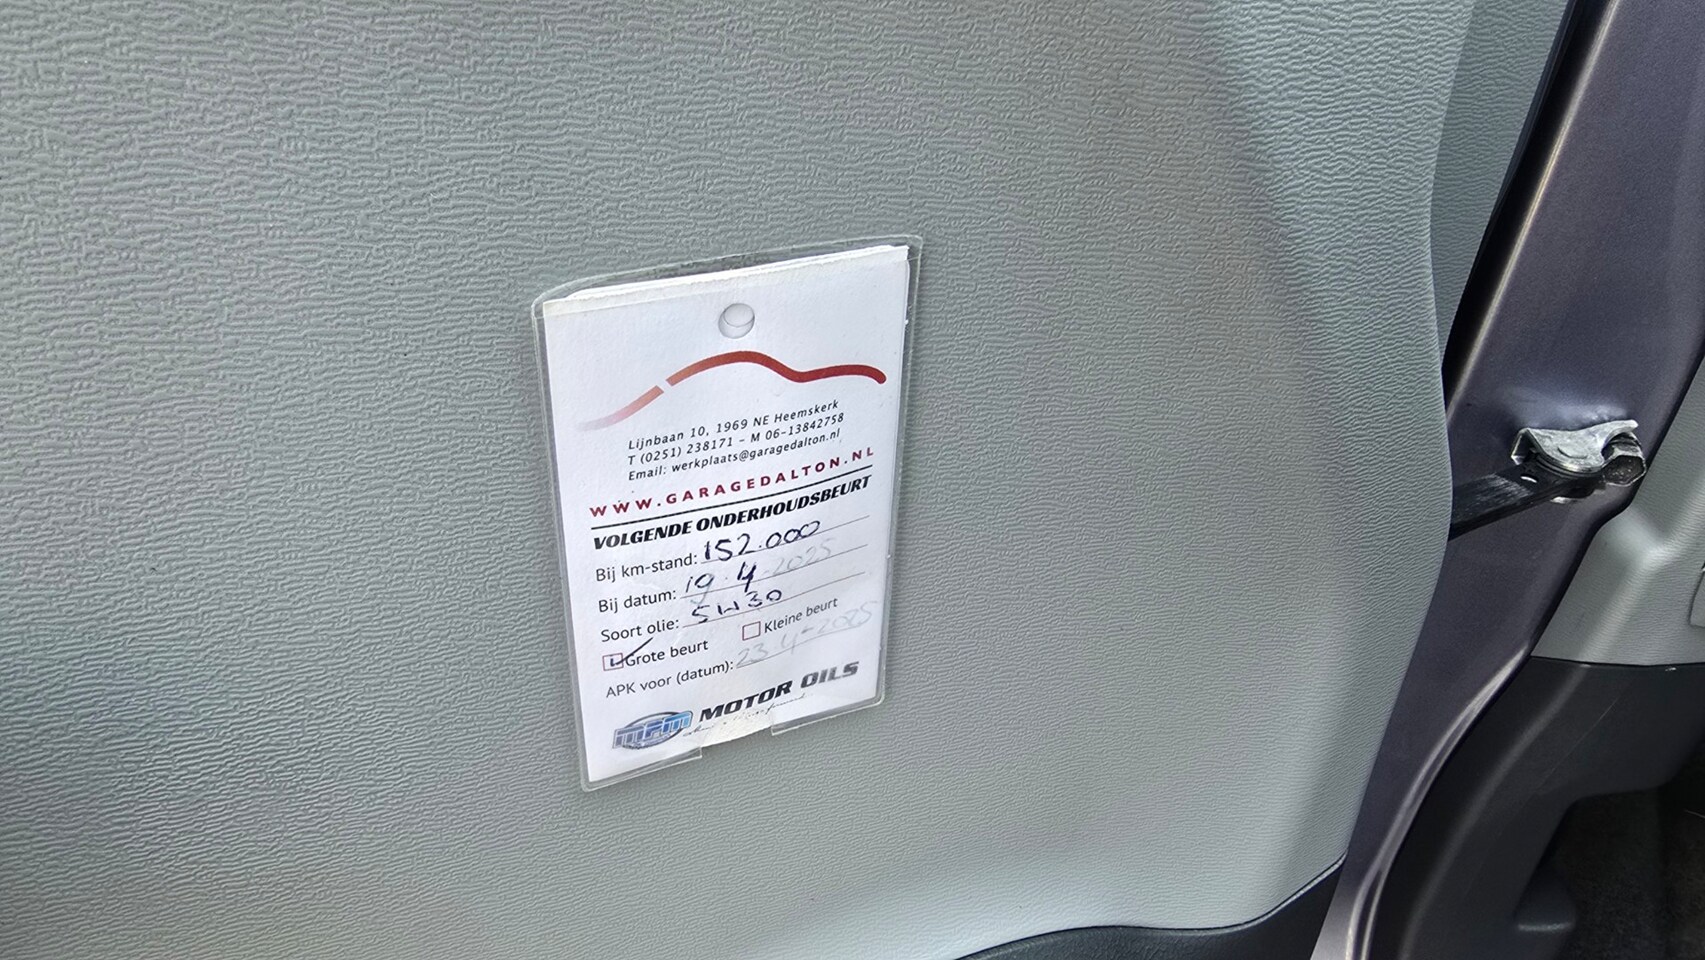 Lijnbaan 10, 1969 NE Heemskerk
T (0251) 238171 - M 06-13842758
Email: werkplaats@garagedalton.nl
WWW.GARAGEDALTON.NL
VOLGENDE ONDERHOUDSBEURT
Bij km-stand: 152.000
Bij datum: 19.4-2025
Soort olie: 5W30
Grote beurt Kleine beurt
APK voor (datum): 23.4-2025
MPM MOTOR OILS